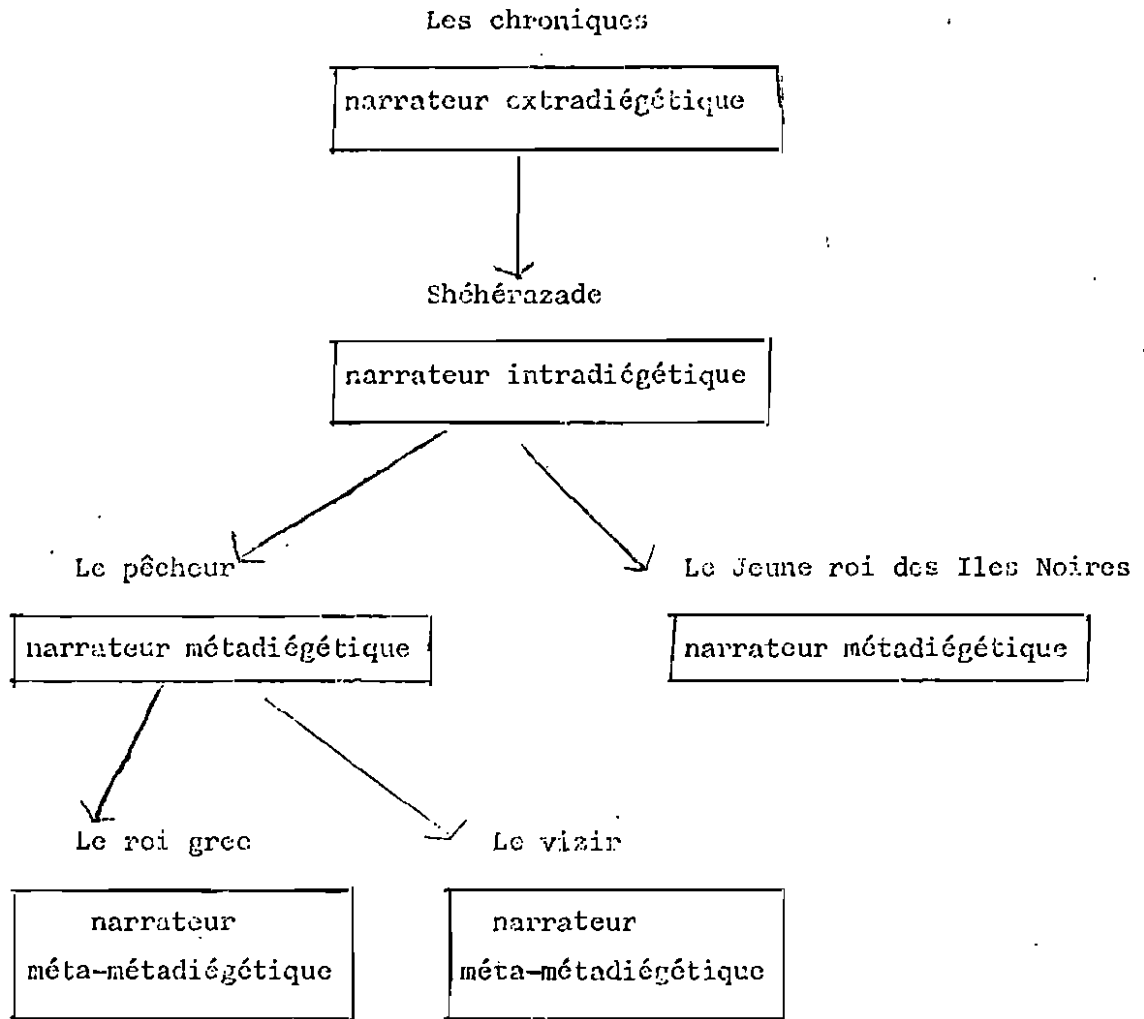 Les chroniques
narrateur extradiégétique
Shéhérazade
narrateur intradiégétique
Le pêcheur
Le Jeune roi des Iles Noires
narrateur métadiégétique
narrateur métadiégétique
Le roi grec
Le vizir
narrateur
méta-métadiégétique
narrateur
méta-métadiégétique